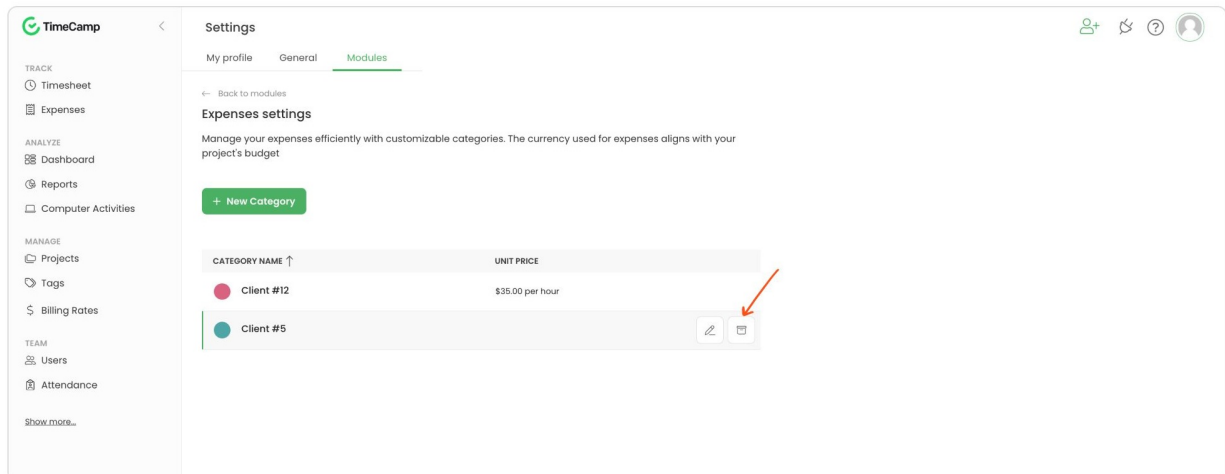 TimeCamp
TRACK
Timesheet
Expenses
ANALYZE
Dashboard
Reports
Computer Activities
MANAGE
Projects
Tags
Billing Rates
TEAM
Users
Attendance
Show more...
Settings
My profile General Modules
← Back to modules
Expenses settings
Manage your expenses efficiently with customizable categories. The currency used for expenses aligns with your
project's budget
+ New Category
CATEGORY NAME ↑ UNIT PRICE
Client #12 $35.00 per hour
Client #5